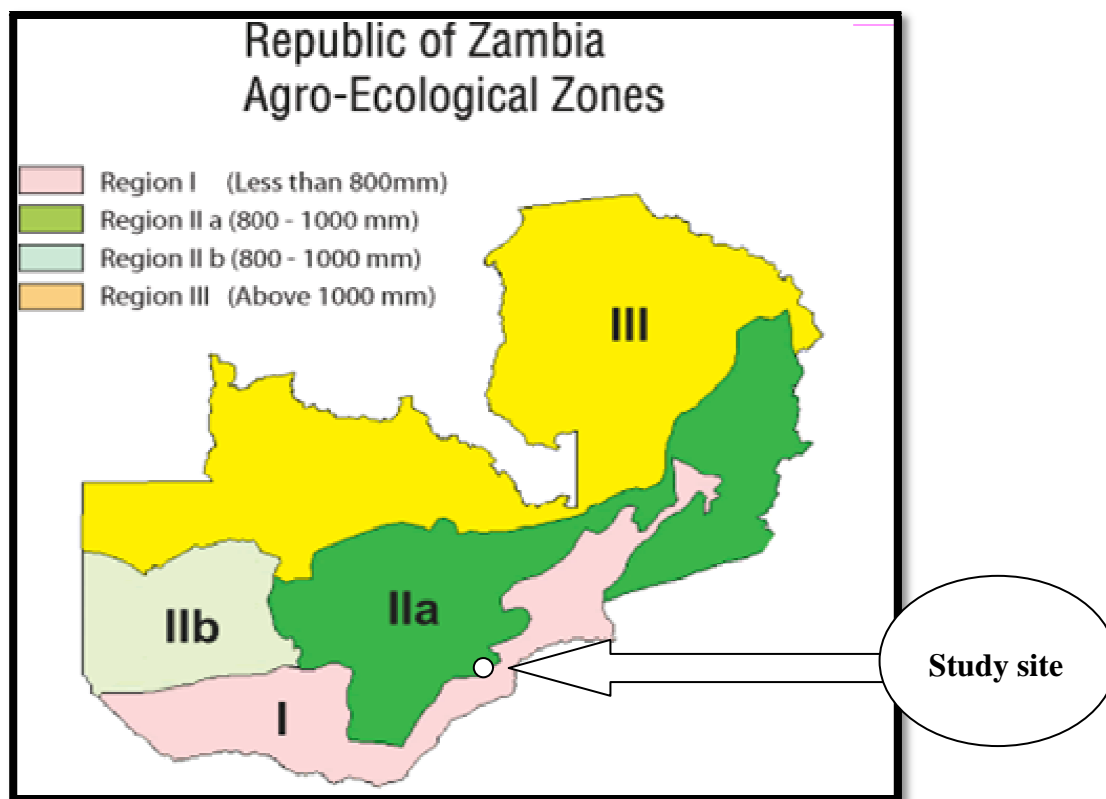 Republic of Zambia
Agro-Ecological Zones
Region I (Less than 800mm)
Region II a (800 - 1000 mm)
Region II b (800 - 1000 mm)
Region III (Above 1000 mm)
III
IIa
IIb
I
Study site